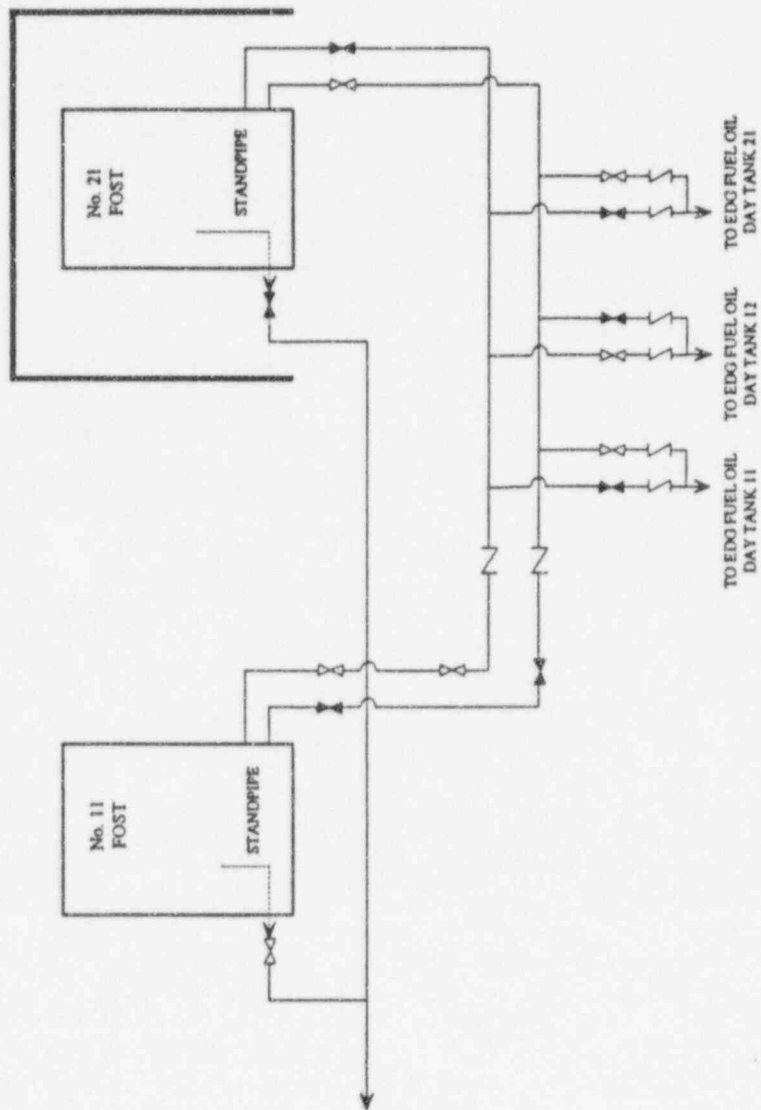 No. 21
FOST
STANDPIPE
No. 11
FOST
STANDPIPE
TO EDG FUEL OIL
DAY TANK 21
TO EDG FUEL OIL
DAY TANK 12
TO EDG FUEL OIL
DAY TANK 11